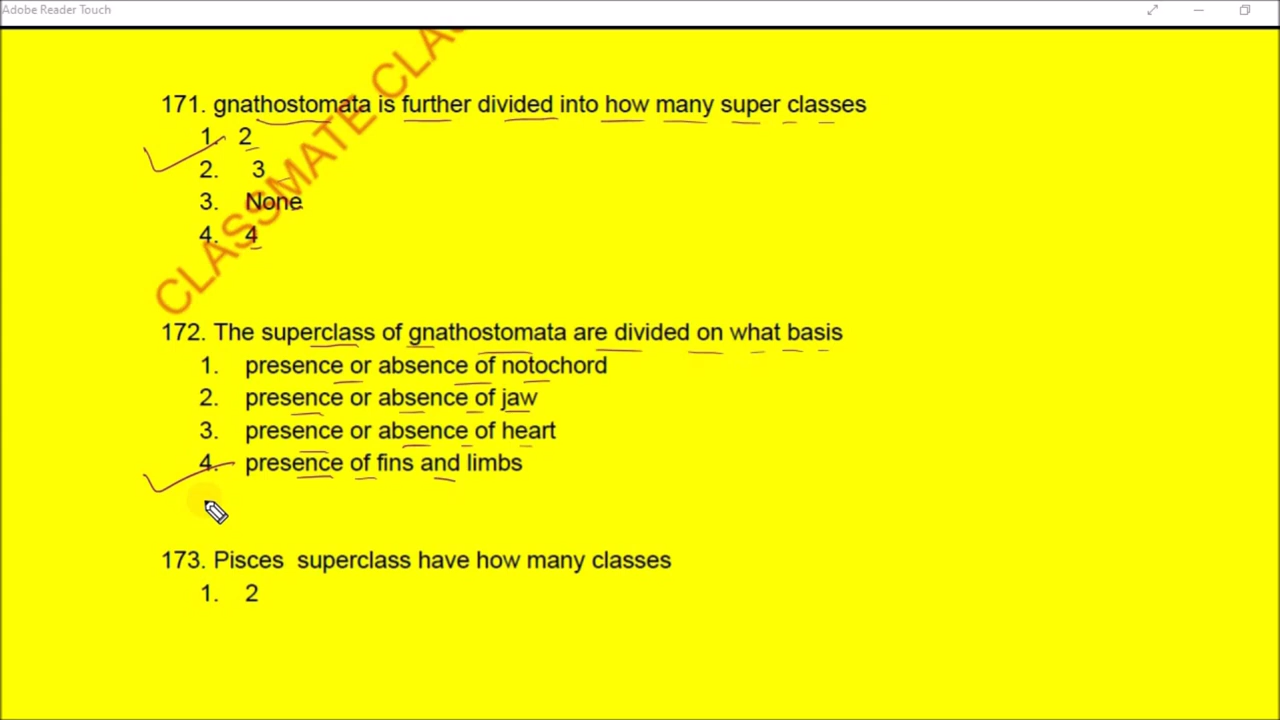 Adobe Reader Touch
CLASSMATE CLAS
171. gnathostomata is further divided into how many super classes
1. 2
2. 3
3. None
4. 4
172. The superclass of gnathostomata are divided on what basis
1. presence or absence of notochord
2. presence or absence of jaw
3. presence or absence of heart
4. presence of fins and limbs
173. Pisces superclass have how many classes
1. 2